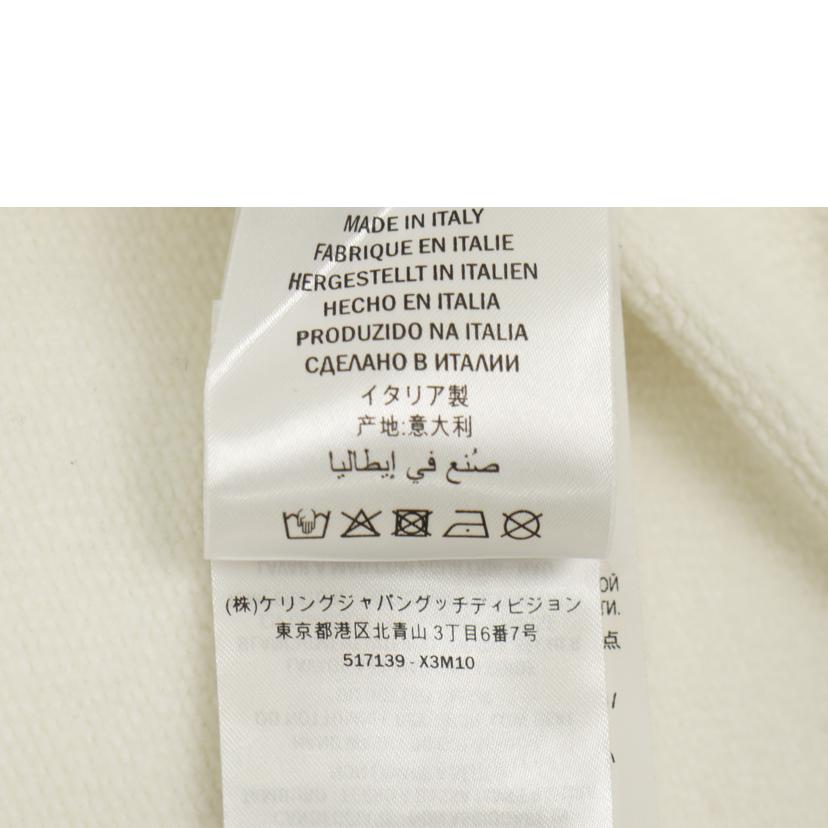 MADE IN ITALY
FABRIQUE EN ITALIE
HERGESTELLT IN ITALIEN
HECHO EN ITALIA
PRODUZIDO NA ITALIA
СДЕЛАНО В ИТАЛИИ
イタリア製
产地:意大利
صُنع في إيطاليا
(株)ケリングジャパングッチディビジョン
東京都港区北青山 3丁目6番7号
517139 - X3M10
ОЙ
ТИ.
点